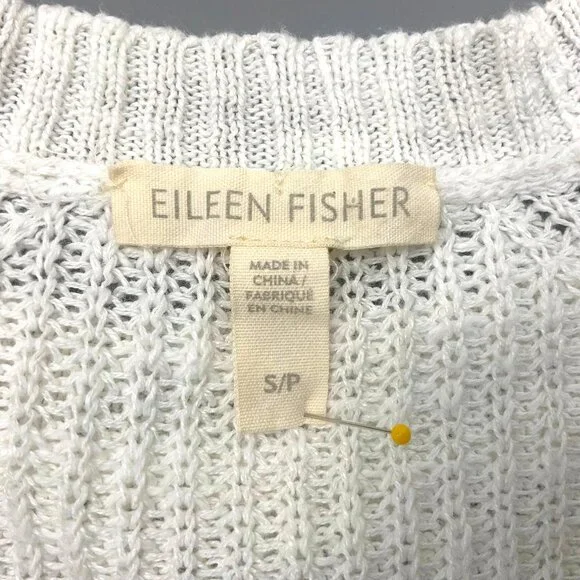 EILEEN FISHER
MADE IN
CHINA /
FABRIQUÉ
EN CHINE
S/P